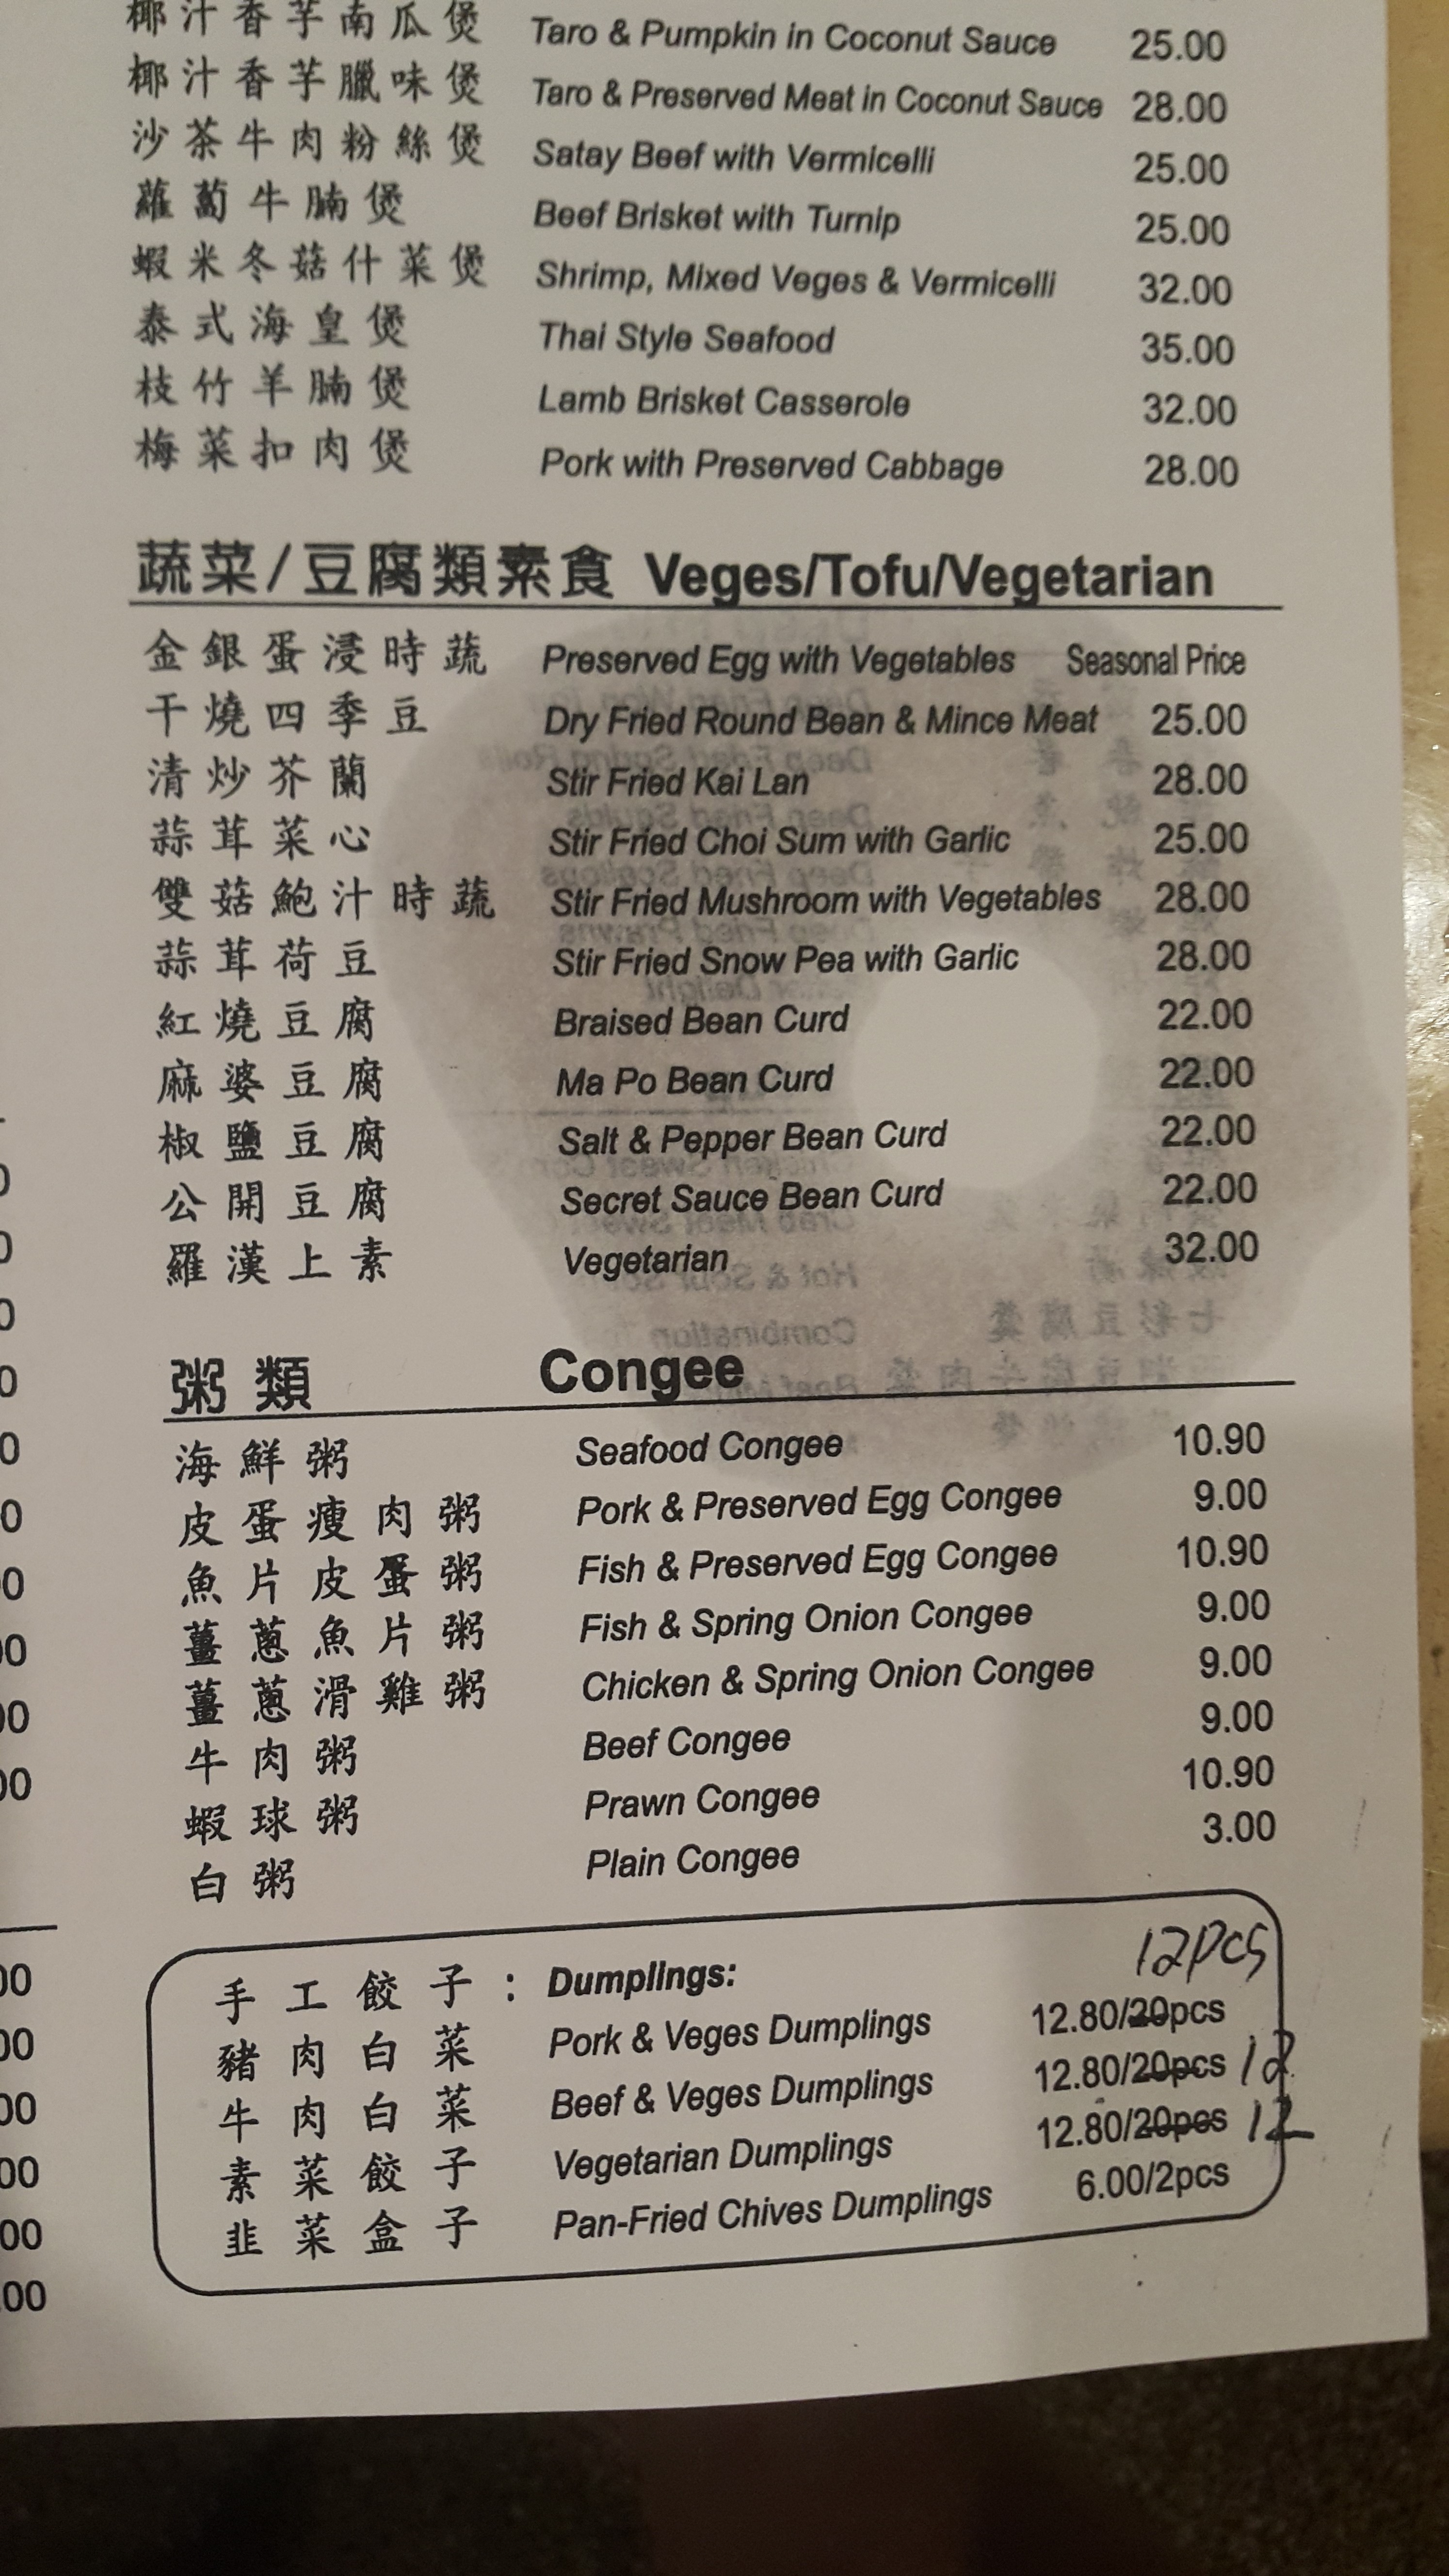 椰汁香芋南瓜煲 Taro & Pumpkin in Coconut Sauce 25.00
椰汁香芋臘味煲 Taro & Preserved Meat in Coconut Sauce 28.00
沙茶牛肉粉絲煲 Satay Beef with Vermicelli 25.00
蘿蔔牛腩煲 Beef Brisket with Turnip 25.00
蝦米冬菇什菜煲 Shrimp, Mixed Veges & Vermicelli 32.00
泰式海皇煲 Thai Style Seafood 35.00
枝竹羊腩煲 Lamb Brisket Casserole 32.00
梅菜扣肉煲 Pork with Preserved Cabbage 28.00
蔬菜/豆腐類素食 Veges/Tofu/Vegetarian
金銀蛋浸時蔬 Preserved Egg with Vegetables Seasonal Price
干燒四季豆 Dry Fried Round Bean & Mince Meat 25.00
清炒芥蘭 Stir Fried Kai Lan 28.00
蒜茸菜心 Stir Fried Choi Sum with Garlic 25.00
雙菇鮑汁時蔬 Stir Fried Mushroom with Vegetables 28.00
蒜茸荷豆 Stir Fried Snow Pea with Garlic 28.00
紅燒豆腐 Braised Bean Curd 22.00
麻婆豆腐 Ma Po Bean Curd 22.00
椒鹽豆腐 Salt & Pepper Bean Curd 22.00
公開豆腐 Secret Sauce Bean Curd 22.00
羅漢上素 Vegetarian 32.00
粥類 Congee
海鮮粥 Seafood Congee 10.90
皮蛋瘦肉粥 Pork & Preserved Egg Congee 9.00
魚片皮蛋粥 Fish & Preserved Egg Congee 10.90
薑蔥魚片粥 Fish & Spring Onion Congee 9.00
薑蔥滑雞粥 Chicken & Spring Onion Congee 9.00
牛肉粥 Beef Congee 9.00
蝦球粥 Prawn Congee 10.90
白粥 Plain Congee 3.00
手工餃子: Dumplings: 12pcs
豬肉白菜 Pork & Veges Dumplings 12.80/20pcs
牛肉白菜 Beef & Veges Dumplings 12.80/20pcs 12
素菜餃子 Vegetarian Dumplings 12.80/20pcs 12
韭菜盒子 Pan-Fried Chives Dumplings 6.00/2pcs